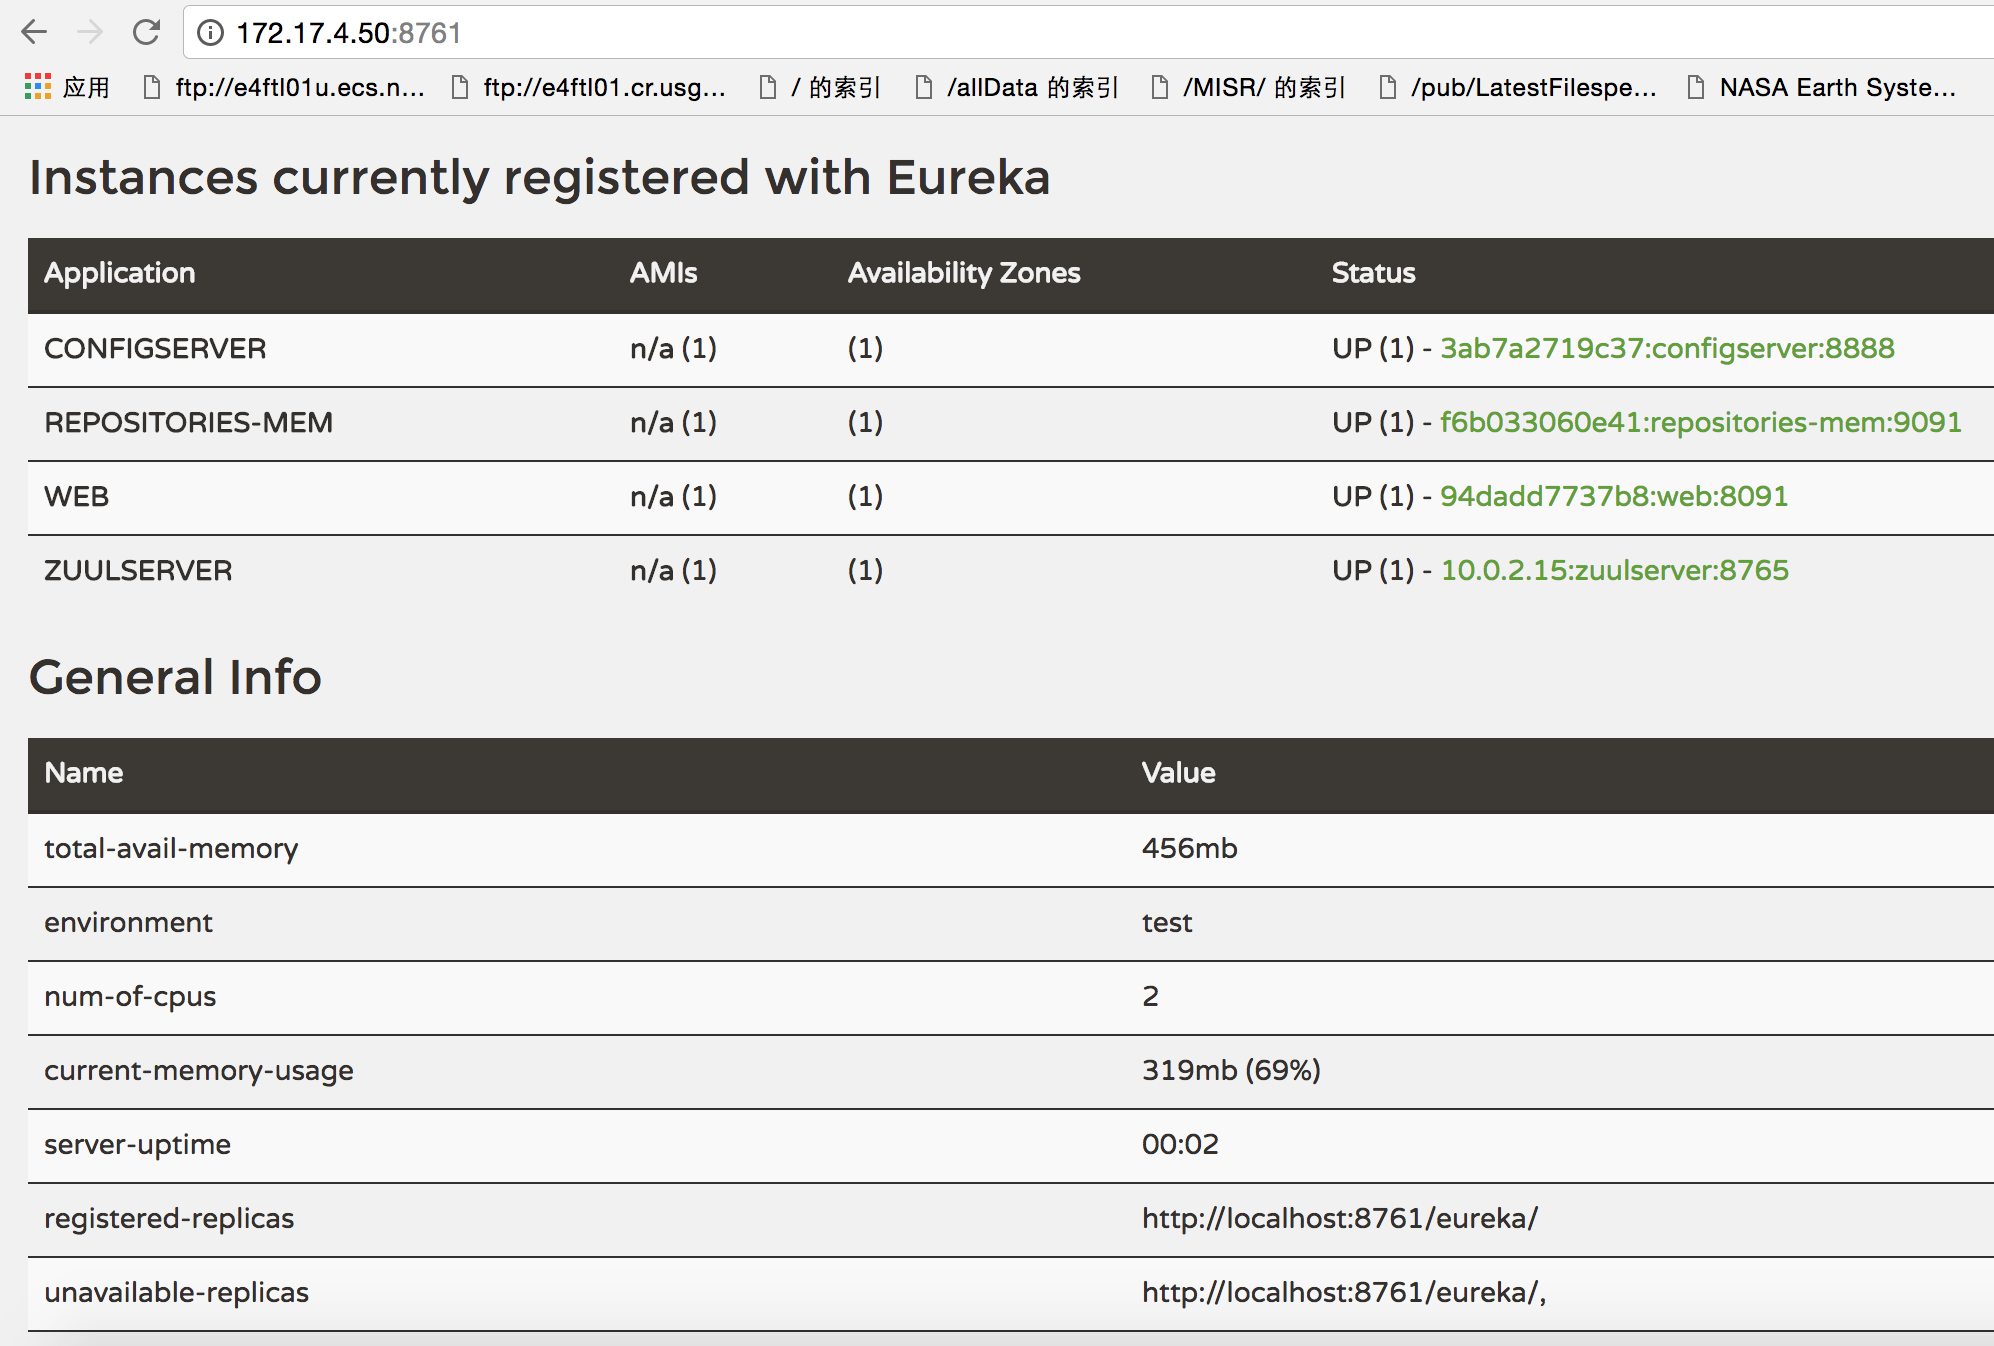 172.17.4.50:8761
应用 ftp://e4ftl01u.ecs.n... ftp://e4ftl01.cr.usg... / 的索引 /allData 的索引 /MISR/ 的索引 /pub/LatestFilespe... NASA Earth Syste...
Instances currently registered with Eureka
Application AMIs Availability Zones Status
CONFIGSERVER n/a (1) (1) UP (1) - 3ab7a2719c37:configserver:8888
REPOSITORIES-MEM n/a (1) (1) UP (1) - f6b033060e41:repositories-mem:9091
WEB n/a (1) (1) UP (1) - 94dadd7737b8:web:8091
ZUULSERVER n/a (1) (1) UP (1) - 10.0.2.15:zuulserver:8765
General Info
Name Value
total-avail-memory 456mb
environment test
num-of-cpus 2
current-memory-usage 319mb (69%)
server-uptime 00:02
registered-replicas http://localhost:8761/eureka/
unavailable-replicas http://localhost:8761/eureka/,